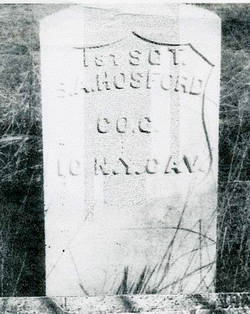 1ST SGT.
S.A. HOSFORD
CO. C.
10 N.Y. CAV.